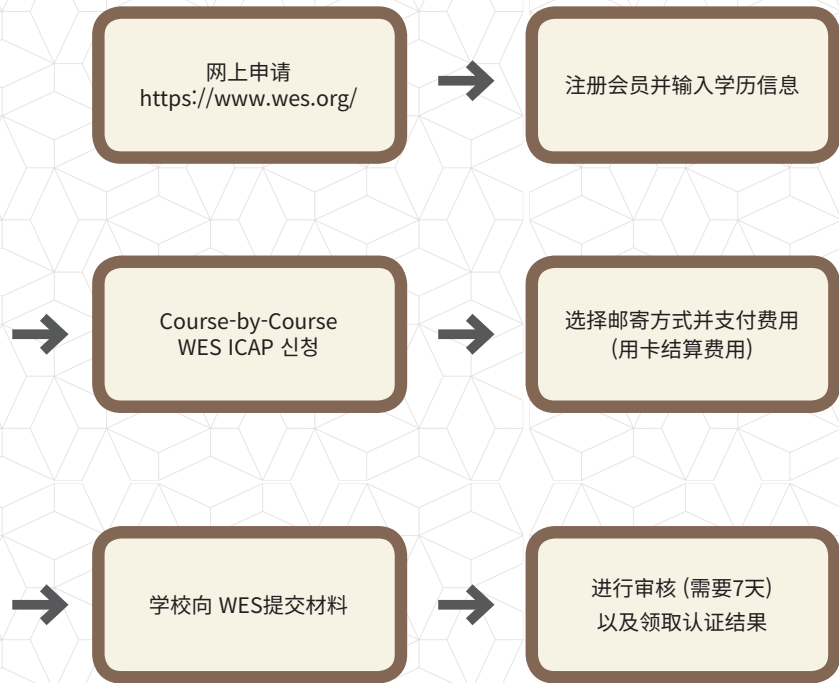 网上申请
https://www.wes.org/
注册会员并输入学历信息
Course-by-Course
WES ICAP 신청
选择邮寄方式并支付费用
(用卡结算费用)
学校向 WES提交材料
进行审核 (需要7天)
以及领取认证结果